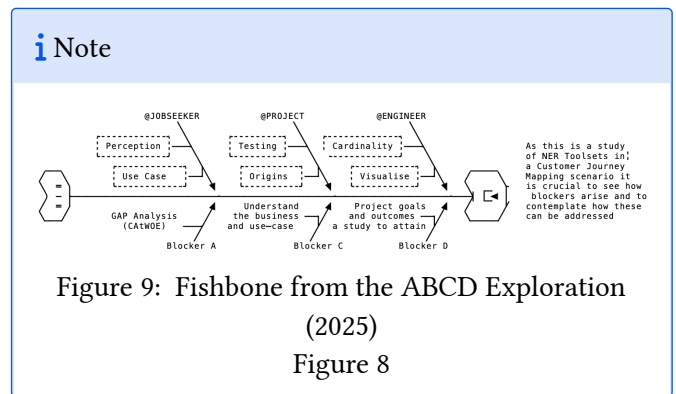 Note
@JOBSEEKER
@PROJECT
@ENGINEER
Perception
Testing
Cardinality
Use Case
Origins
Visualise
As this is a study
of NER Toolsets in
a Customer Journey
Mapping scenario it
is crucial to see how
blockers arise and to
contemplate how these
can be addressed
GAP Analysis
(CAtWOE)
Understand
the business
and use-case
Project goals
and outcomes
a study to attain
Blocker A
Blocker C
Blocker D
Figure 9: Fishbone from the ABCD Exploration
(2025)
Figure 8